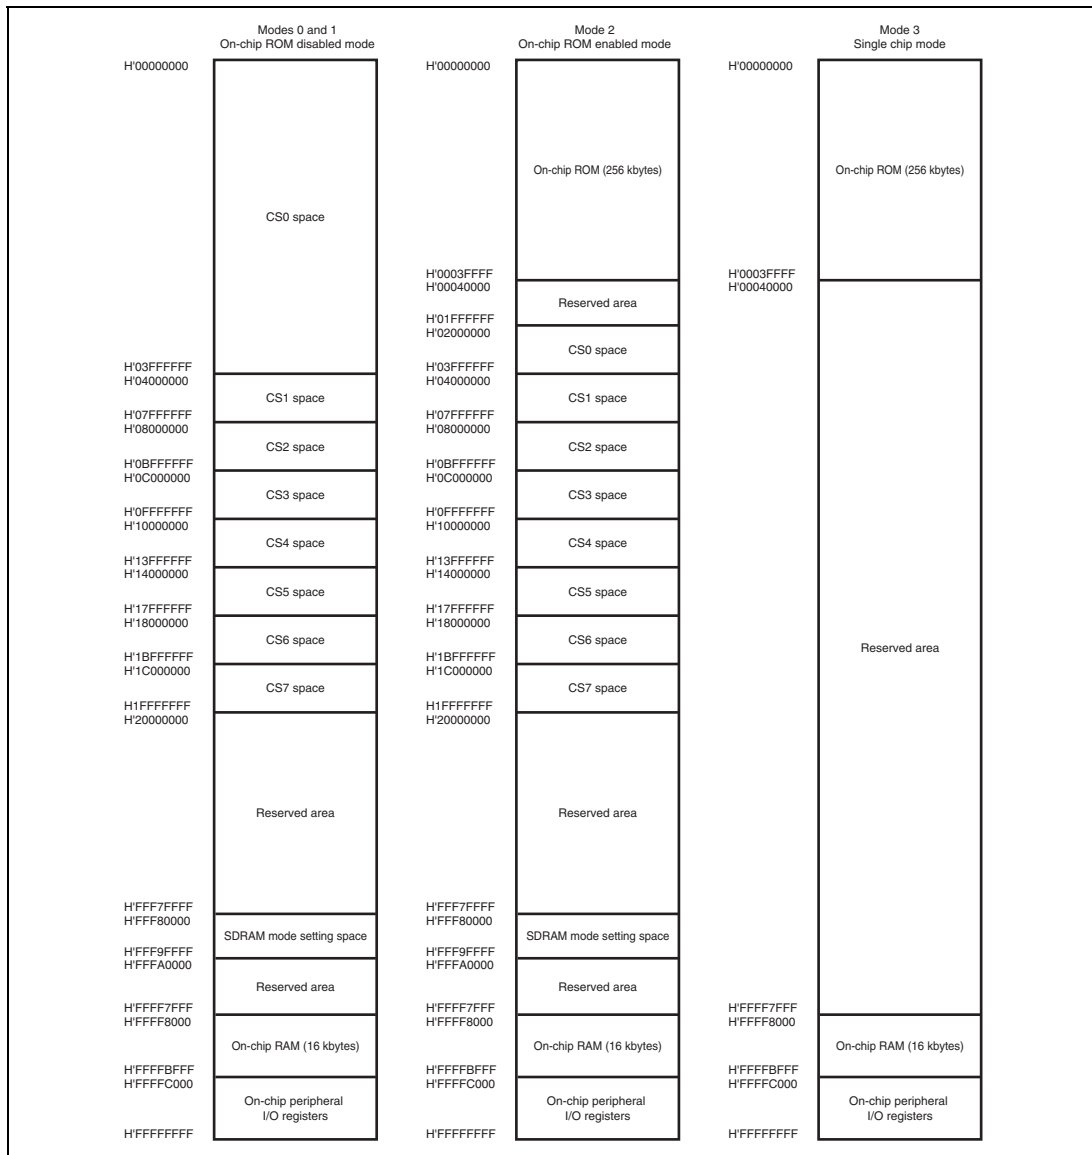 Modes 0 and 1
On-chip ROM disabled mode
H'00000000
CS0 space
H'03FFFFFF
H'04000000
CS1 space
H'07FFFFFF
H'08000000
CS2 space
H'0BFFFFFF
H'0C000000
CS3 space
H'0FFFFFFF
H'10000000
CS4 space
H'13FFFFFF
H'14000000
CS5 space
H'17FFFFFF
H'18000000
CS6 space
H'1BFFFFFF
H'1C000000
CS7 space
H1FFFFFFF
H'20000000
Reserved area
H'FFF7FFFF
H'FFF80000
SDRAM mode setting space
H'FFF9FFFF
H'FFFA0000
Reserved area
H'FFFF7FFF
H'FFFF8000
On-chip RAM (16 kbytes)
H'FFFFBFFF
H'FFFFC000
On-chip peripheral
I/O registers
H'FFFFFFFF
Mode 2
On-chip ROM enabled mode
H'00000000
On-chip ROM (256 kbytes)
H'0003FFFF
H'00040000
Reserved area
H'01FFFFFF
H'02000000
CS0 space
H'03FFFFFF
H'04000000
CS1 space
H'07FFFFFF
H'08000000
CS2 space
H'0BFFFFFF
H'0C000000
CS3 space
H'0FFFFFFF
H'10000000
CS4 space
H'13FFFFFF
H'14000000
CS5 space
H'17FFFFFF
H'18000000
CS6 space
H'1BFFFFFF
H'1C000000
CS7 space
H1FFFFFFF
H'20000000
Reserved area
H'FFF7FFFF
H'FFF80000
SDRAM mode setting space
H'FFF9FFFF
H'FFFA0000
Reserved area
H'FFFF7FFF
H'FFFF8000
On-chip RAM (16 kbytes)
H'FFFFBFFF
H'FFFFC000
On-chip peripheral
I/O registers
H'FFFFFFFF
Mode 3
Single chip mode
H'00000000
On-chip ROM (256 kbytes)
H'0003FFFF
H'00040000
Reserved area
H'FFFF7FFF
H'FFFF8000
On-chip RAM (16 kbytes)
H'FFFFBFFF
H'FFFFC000
On-chip peripheral
I/O registers
H'FFFFFFFF